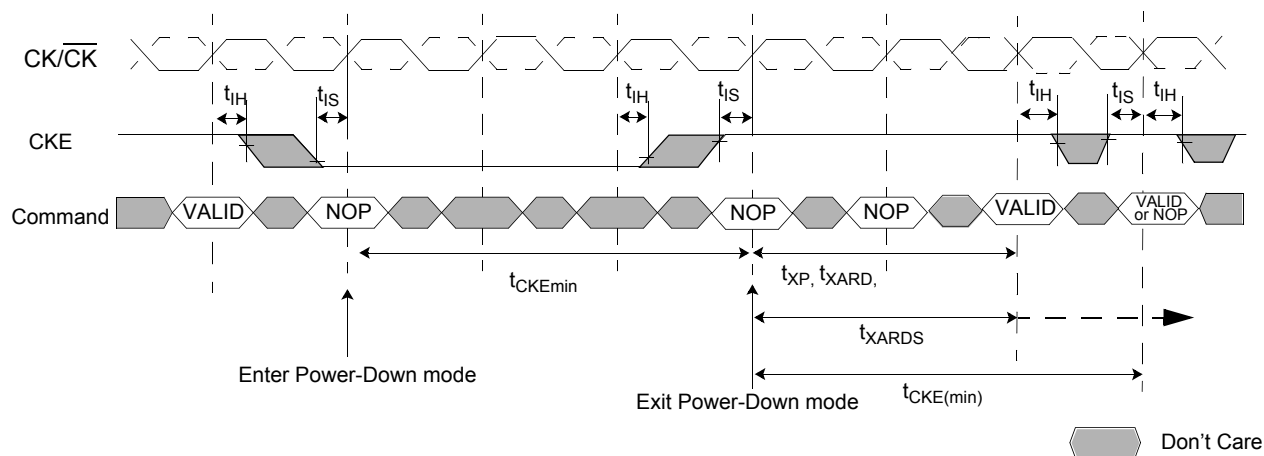 CK/CK
tIH
tIS
tIH
tIS
tIH
tIS
tIH
CKE
Command
VALID
NOP
NOP
NOP
VALID
VALID
or NOP
tCKEmin
tXP, tXARD,
tXARDS
tCKE(min)
Enter Power-Down mode
Exit Power-Down mode
Don't Care